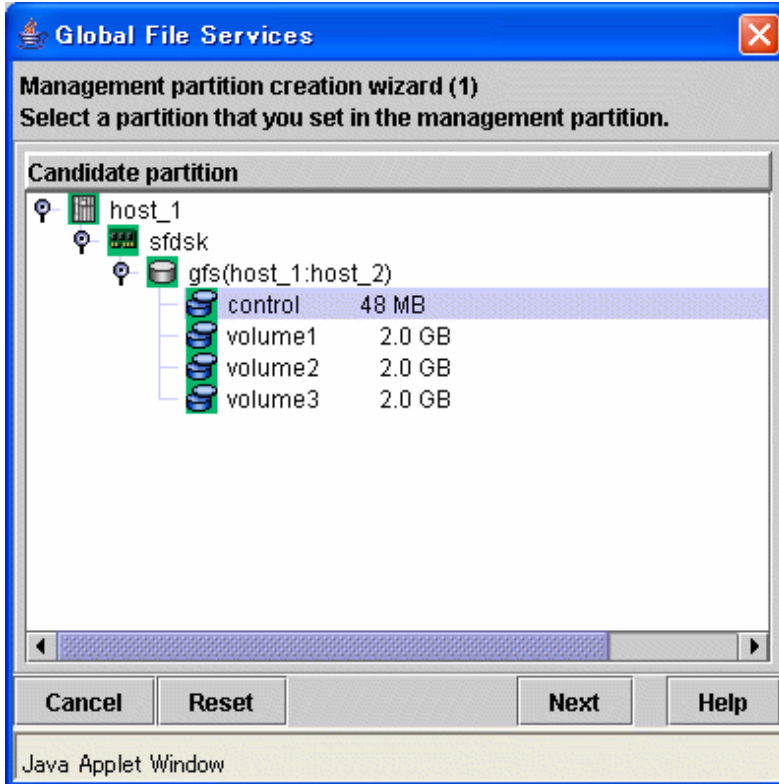 Global File Services
Management partition creation wizard (1)
Select a partition that you set in the management partition.
Candidate partition
host_1
sfdsk
gfs(host_1:host_2)
control 48 MB
volume1 2.0 GB
volume2 2.0 GB
volume3 2.0 GB
Cancel Reset Next Help
Java Applet Window